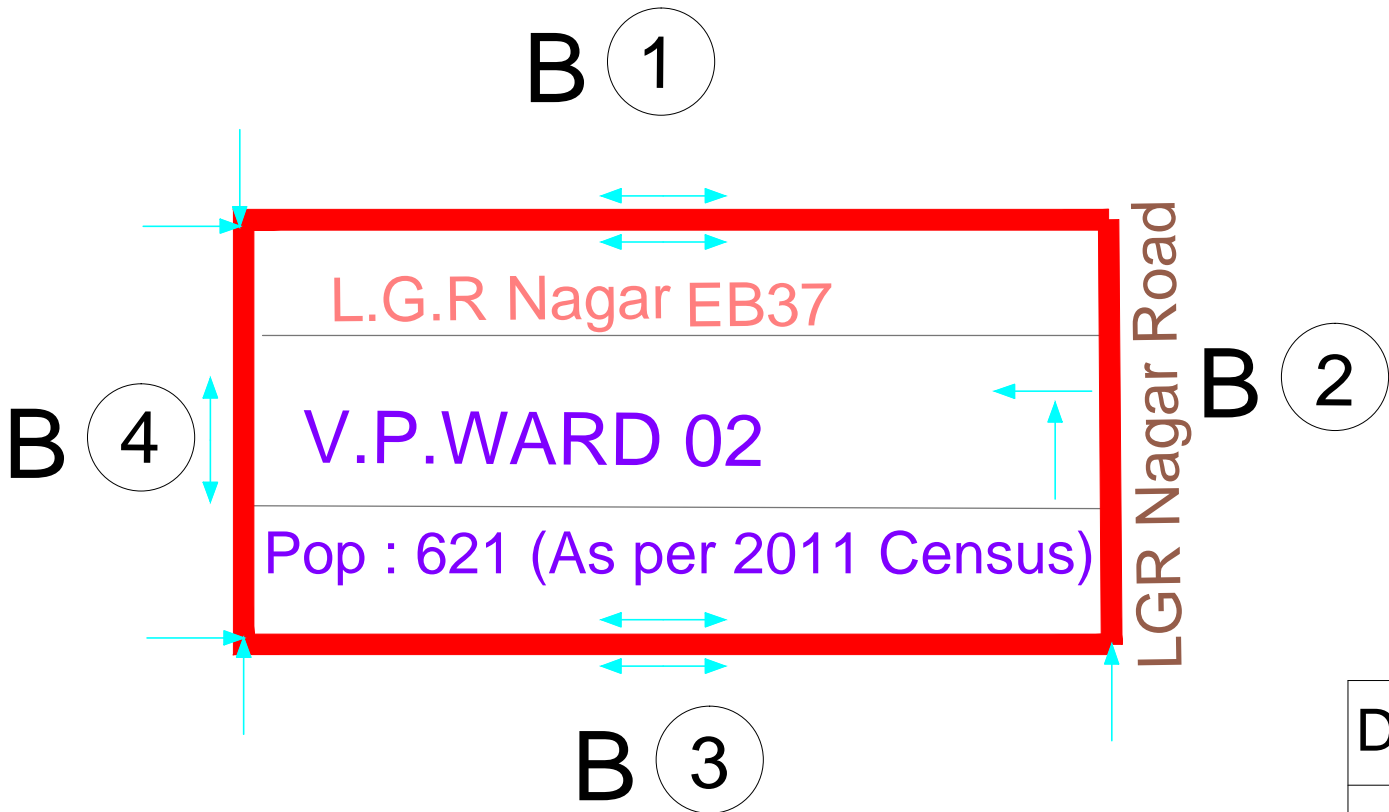 B 1
L.G.R Nagar EB37
LGR Nagar Road
B 2
V.P.WARD 02
B 4
Pop : 621 (As per 2011 Census)
B 3
D